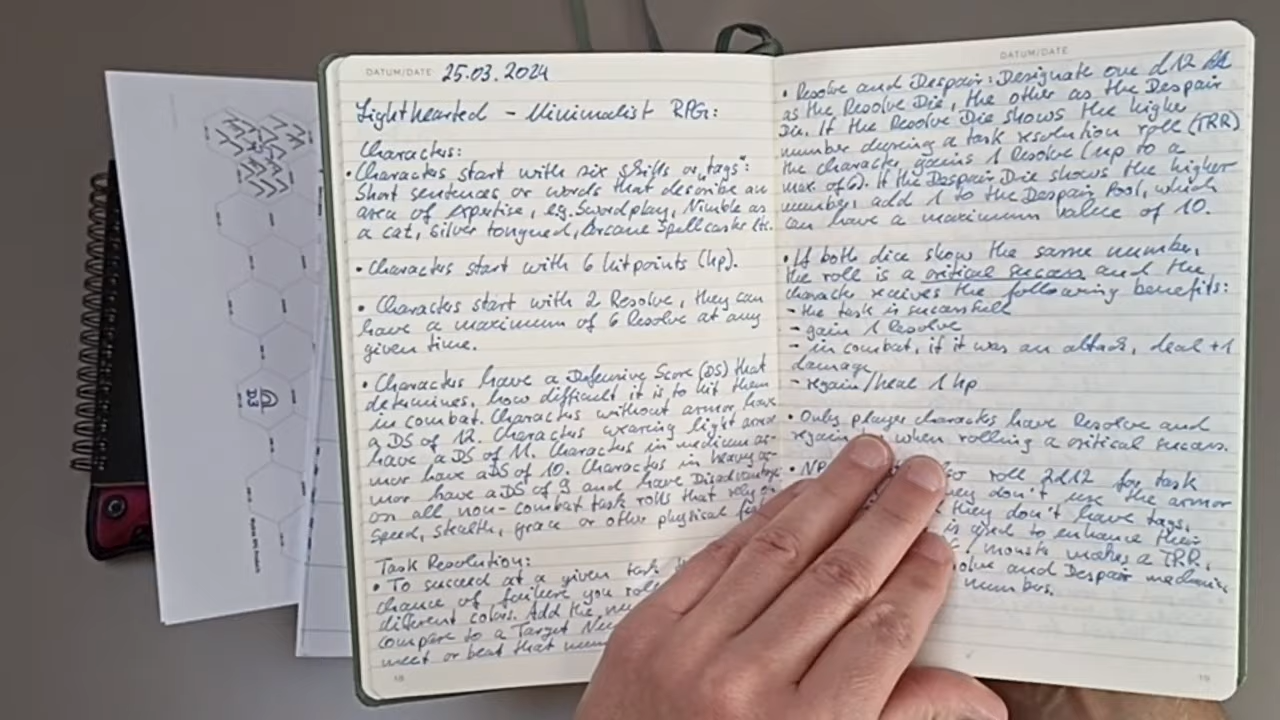 DATUM/DATE 25.03.2024
Lighthearted - Minimalist RPG:
Characters:
• Characters start with six skills or „tags":
Short sentences or words that describe an
area of expertise, e.g. Swordplay, Nimble as
a cat, Silver tongued, Arcane Spellcaster etc.
• Characters start with 6 hitpoints (hp).
• Characters start with 2 Resolve, they can
have a maximum of 6 Resolve at any
given time.
• Characters have a Defensive Score (DS) that
determines, how difficult it is to hit them
in combat. Characters without armor, have
a DS of 12. Characters wearing light armor
have a DS of 11. Characters in medium ar-
mor have a DS of 10. Characters in heavy ar-
mor have a DS of 9 and have Disadvantage
on all non-combat task rolls that rely on
speed, stealth, grace or other physical
Task Resolution:
• To succeed at a given task
chance of failure you roll
different colors. Add the
compare to a Target
meet or beat that
18
DATUM/DATE
• Resolve and Despair: Designate one d12
as the Resolve Die, the other as the Despair
Die. If the Resolve Die shows the higher
number during a task resolution roll (TRR)
the character gains 1 Resolve (up to a
max of 6). If the Despair Die shows the higher
number, add 1 to the Despair Pool, which
can have a maximum value of 10.
• If both dice show the same number,
the roll is a critical success and the
character receives the following benefits:
- the task is successfull
- gain 1 Resolve
- in combat, if it was an attack, deal +1
damage
- regain/heal 1 hp
• Only player characters have Resolve and
regain when rolling a critical success.
• roll 2d12 for task
they don't use the armor
they don't have tags.
is used to enhance their
monster makes a TRR,
and Despair mechanic
numbers.
19
D3